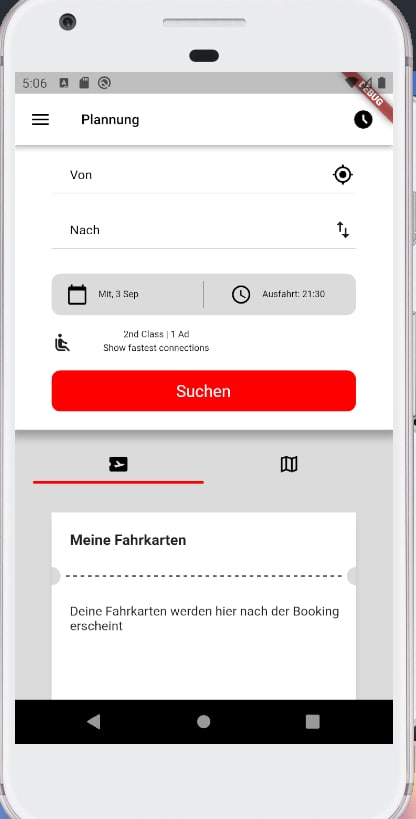 5:06
DEBUG
Plannung
Von
Nach
Mit, 3 Sep
Ausfahrt: 21:30
2nd Class | 1 Ad
Show fastest connections
Suchen
Meine Fahrkarten
Deine Fahrkarten werden hier nach der Booking
erscheint